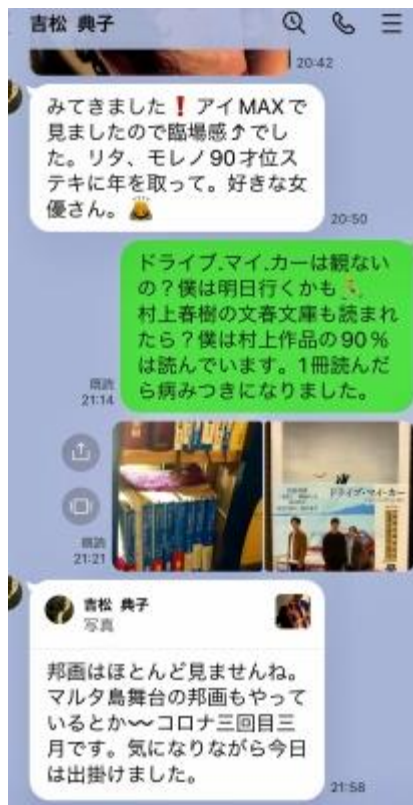 吉松 典子
20:42
みてきました❗アイMAXで
見ましたので臨場感⤴でし
た。リタ、モレノ90才位ス
テキに年を取って。好きな女
優さん。
20:50
ドライブ.マイ.カーは観ない
の？僕は明日行くかも
村上春樹の文春文庫も読まれ
たら？僕は村上作品の90％
は読んでいます。1冊読んだ
ら病みつきになりました。
既読
21:14
ドライブ・マイ・カー
既読
21:21
吉松 典子
写真
邦画はほとんど見ませんね。
マルタ島舞台の邦画もやって
いるとか〰コロナ三回目三
月です。気になりながら今日
は出掛けました。
21:58